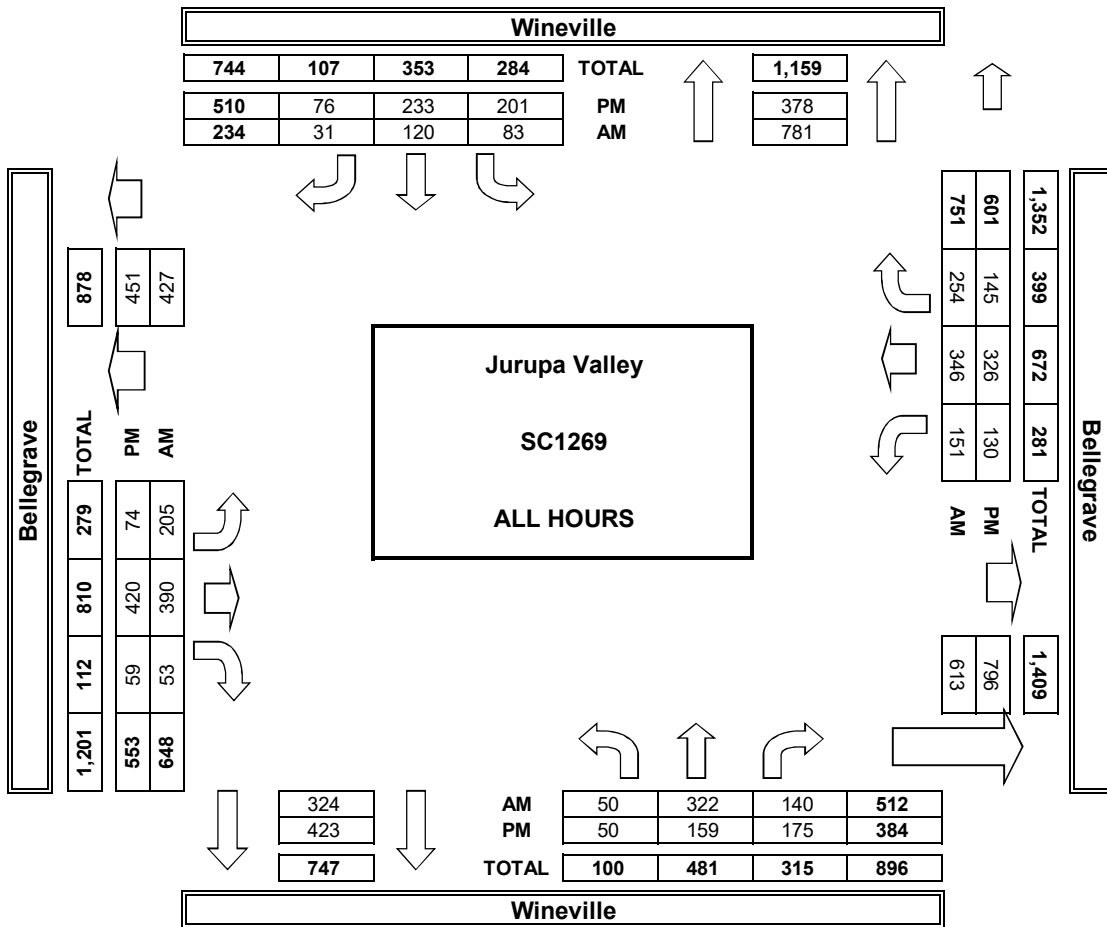 Wineville
744 107 353 284 TOTAL 1,159
510 76 233 201 PM 378
234 31 120 83 AM 781
Bellegrave
878 451 427
TOTAL PM AM
279 74 205
810 420 390
112 59 53
1,201 553 648
Jurupa Valley
SC1269
ALL HOURS
751 601 1,352
254 145 399
346 326 672
151 130 281
AM PM TOTAL
613 796 1,409
Bellegrave
324 AM 50 322 140 512
423 PM 50 159 175 384
747 TOTAL 100 481 315 896
Wineville